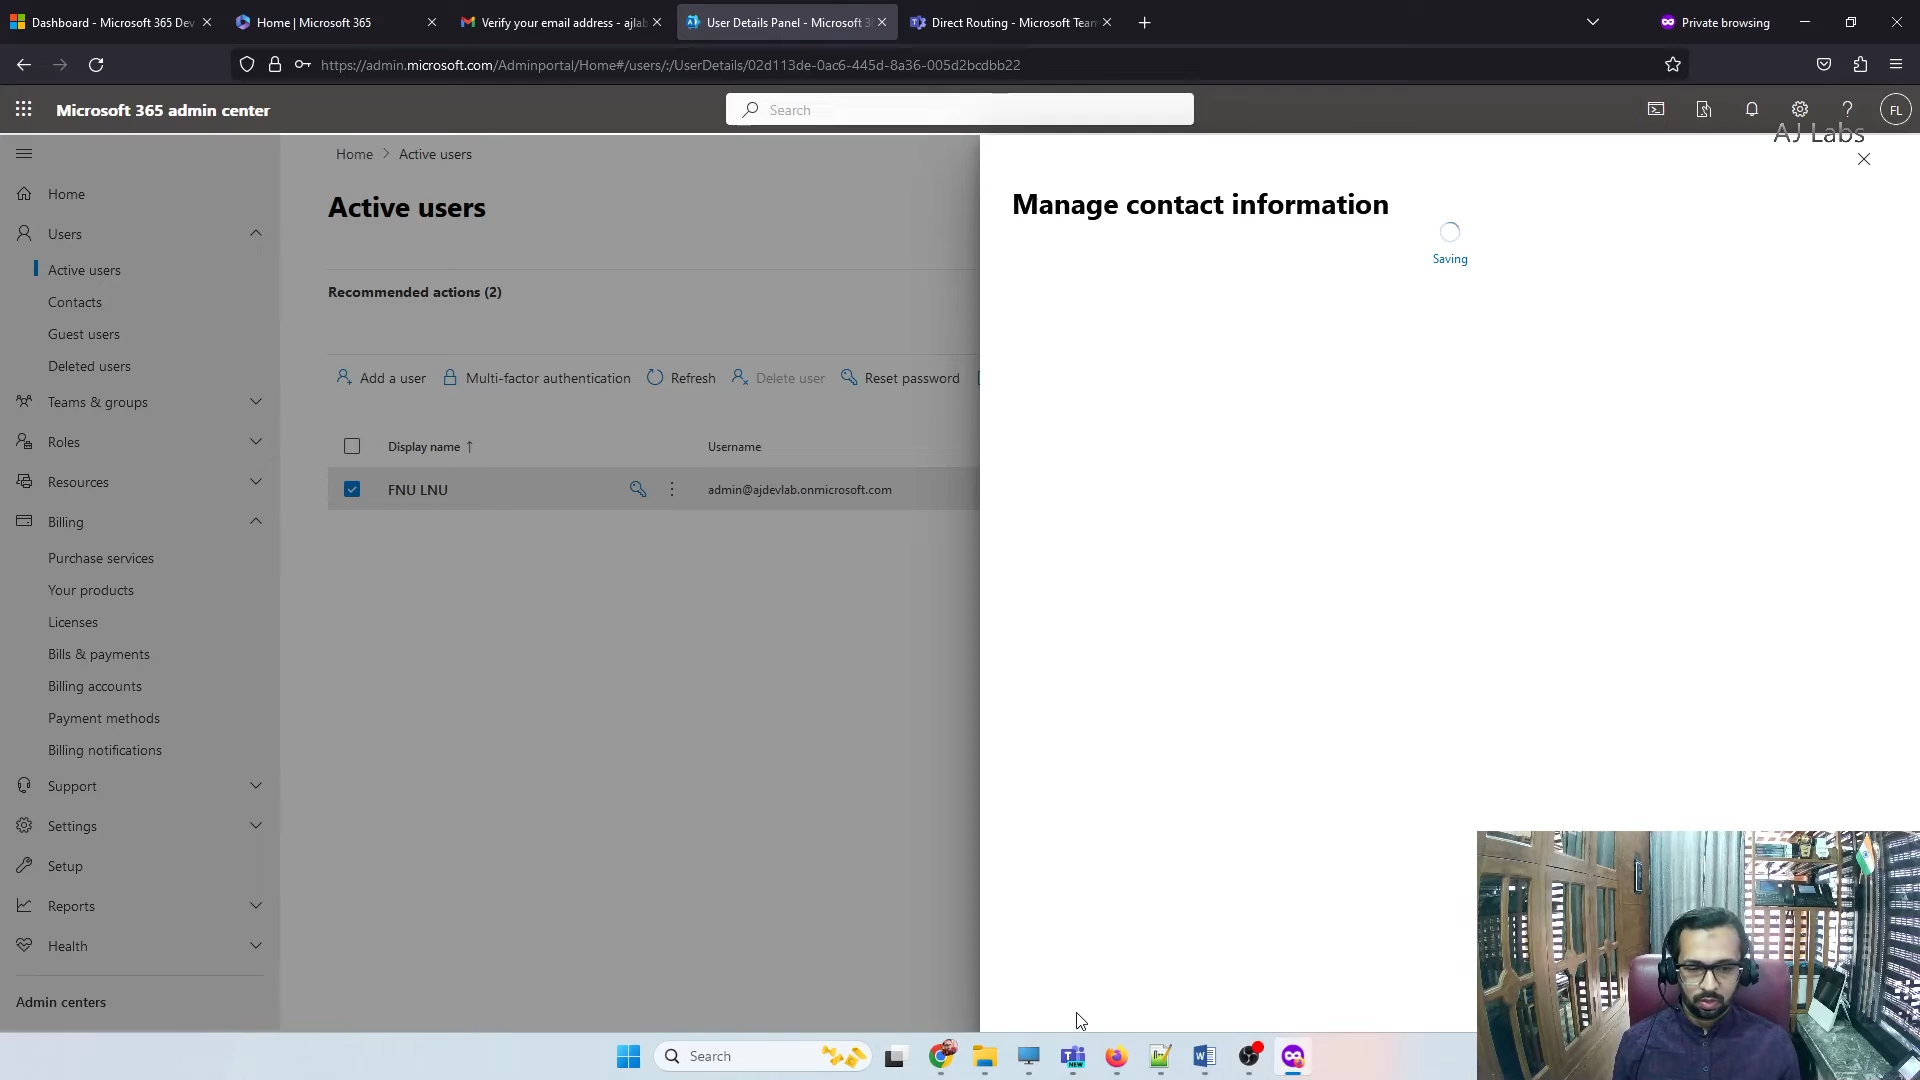 Dashboard - Microsoft 365 Dev
Home | Microsoft 365
Verify your email address - ajlab
User Details Panel - Microsoft 3
Direct Routing - Microsoft Team
Private browsing
https://admin.microsoft.com/Adminportal/Home#/users/:/UserDetails/02d113de-0ac6-445d-8a36-005d2bcdbb22
Microsoft 365 admin center
Search
FL
AJ Labs
Home
Users
Active users
Contacts
Guest users
Deleted users
Teams & groups
Roles
Resources
Billing
Purchase services
Your products
Licenses
Bills & payments
Billing accounts
Payment methods
Billing notifications
Support
Settings
Setup
Reports
Health
Admin centers
Home > Active users
Active users
Recommended actions (2)
Add a user
Multi-factor authentication
Refresh
Delete user
Reset password
Display name ↑
Username
FNU LNU
admin@ajdevlab.onmicrosoft.com
Manage contact information
Saving
Search
NEW